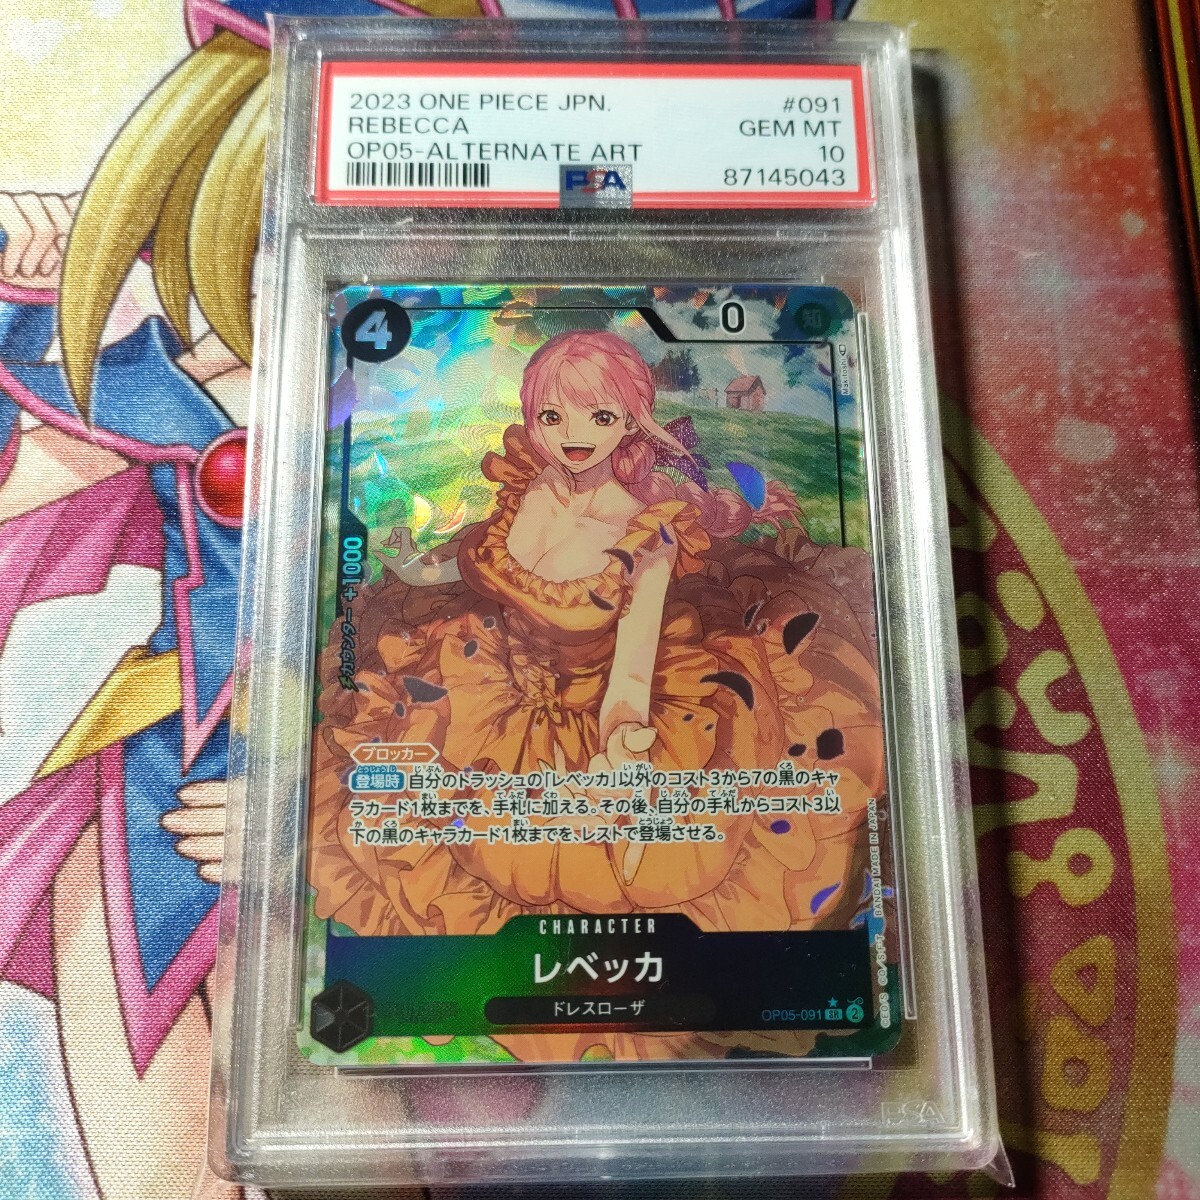 2023 ONE PIECE JPN. #091
REBECCA GEM MT
OP05-ALTERNATE ART 10
PSA 87145043
4 0 知
Makitoshi
カウンター +1000
ブロッカー
登場時 自分のトラッシュの「レベッカ」以外のコスト3から7の黒のキャ
ラカード1枚までを、手札に加える。その後、自分の手札からコスト3以
下の黒のキャラカード1枚までを、レストで登場させる。
CHARACTER
レベッカ
ドレスローザ
OP05-091 SR 2
BANDAI MADE IN JAPAN
PSA